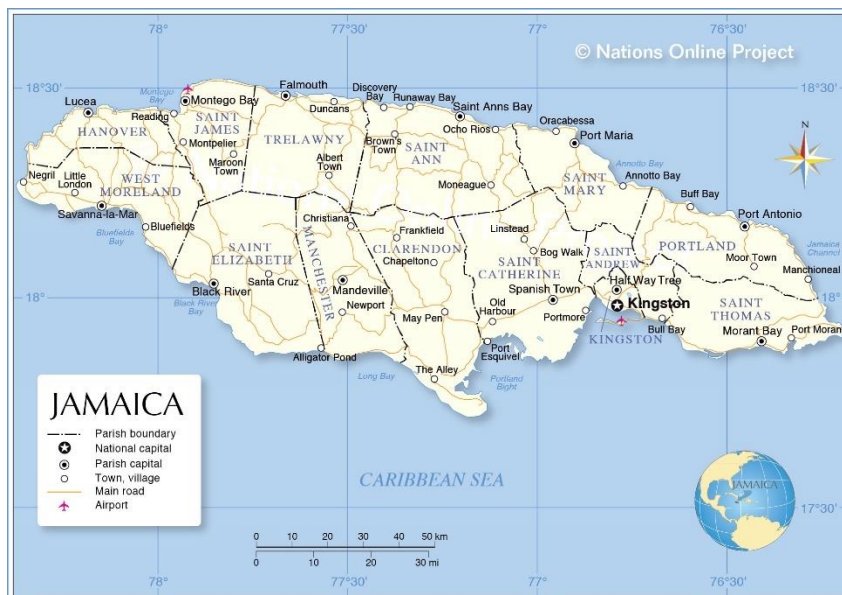 78°
77°30'
77°
76°30'
© Nations Online Project
18°30'
18°30'
Montego
Bay
Lucea
Reading
Montego Bay
Falmouth
Duncans
Discovery
Bay
Runaway Bay
Saint Anns Bay
Ocho Rios
Oracabessa
Port Maria
N
HANOVER
SAINT
JAMES
TRELAWNY
Montpelier
Maroon
Town
Albert
Town
Brown's
Town
SAINT
ANN
Moneague
SAINT
MARY
Annotto Bay
Annotto Bay
Negril
Little
London
WEST
MORELAND
Savanna-la-Mar
Bluefields
Bluefields
Bay
Buff Bay
Port Antonio
Christiana
Frankfield
CLARENDON
Chapelton
Linstead
Bog Walk
SAINT
CATHERINE
SAINT
ANDREW
PORTLAND
Moor Town
Jamaica
Channel
Manchioneal
SAINT
ELIZABETH
MANCHESTER
Santa Cruz
Black River
Black River
Bay
Mandeville
Newport
18°
18°
Spanish Town
Half Way Tree
Kingston
Old
Harbour
Portmore
KINGSTON
Bull Bay
SAINT
THOMAS
Morant Bay
Port Morant
May Pen
Port
Esquivel
Alligator Pond
Long Bay
The Alley
Portland
Bight
JAMAICA
Parish boundary
National capital
Parish capital
Town, village
Main road
Airport
CARIBBEAN SEA
JAMAICA
17°30'
0 10 20 30 40 50 km
0 10 20 30 mi
78°
77°30'
77°
76°30'